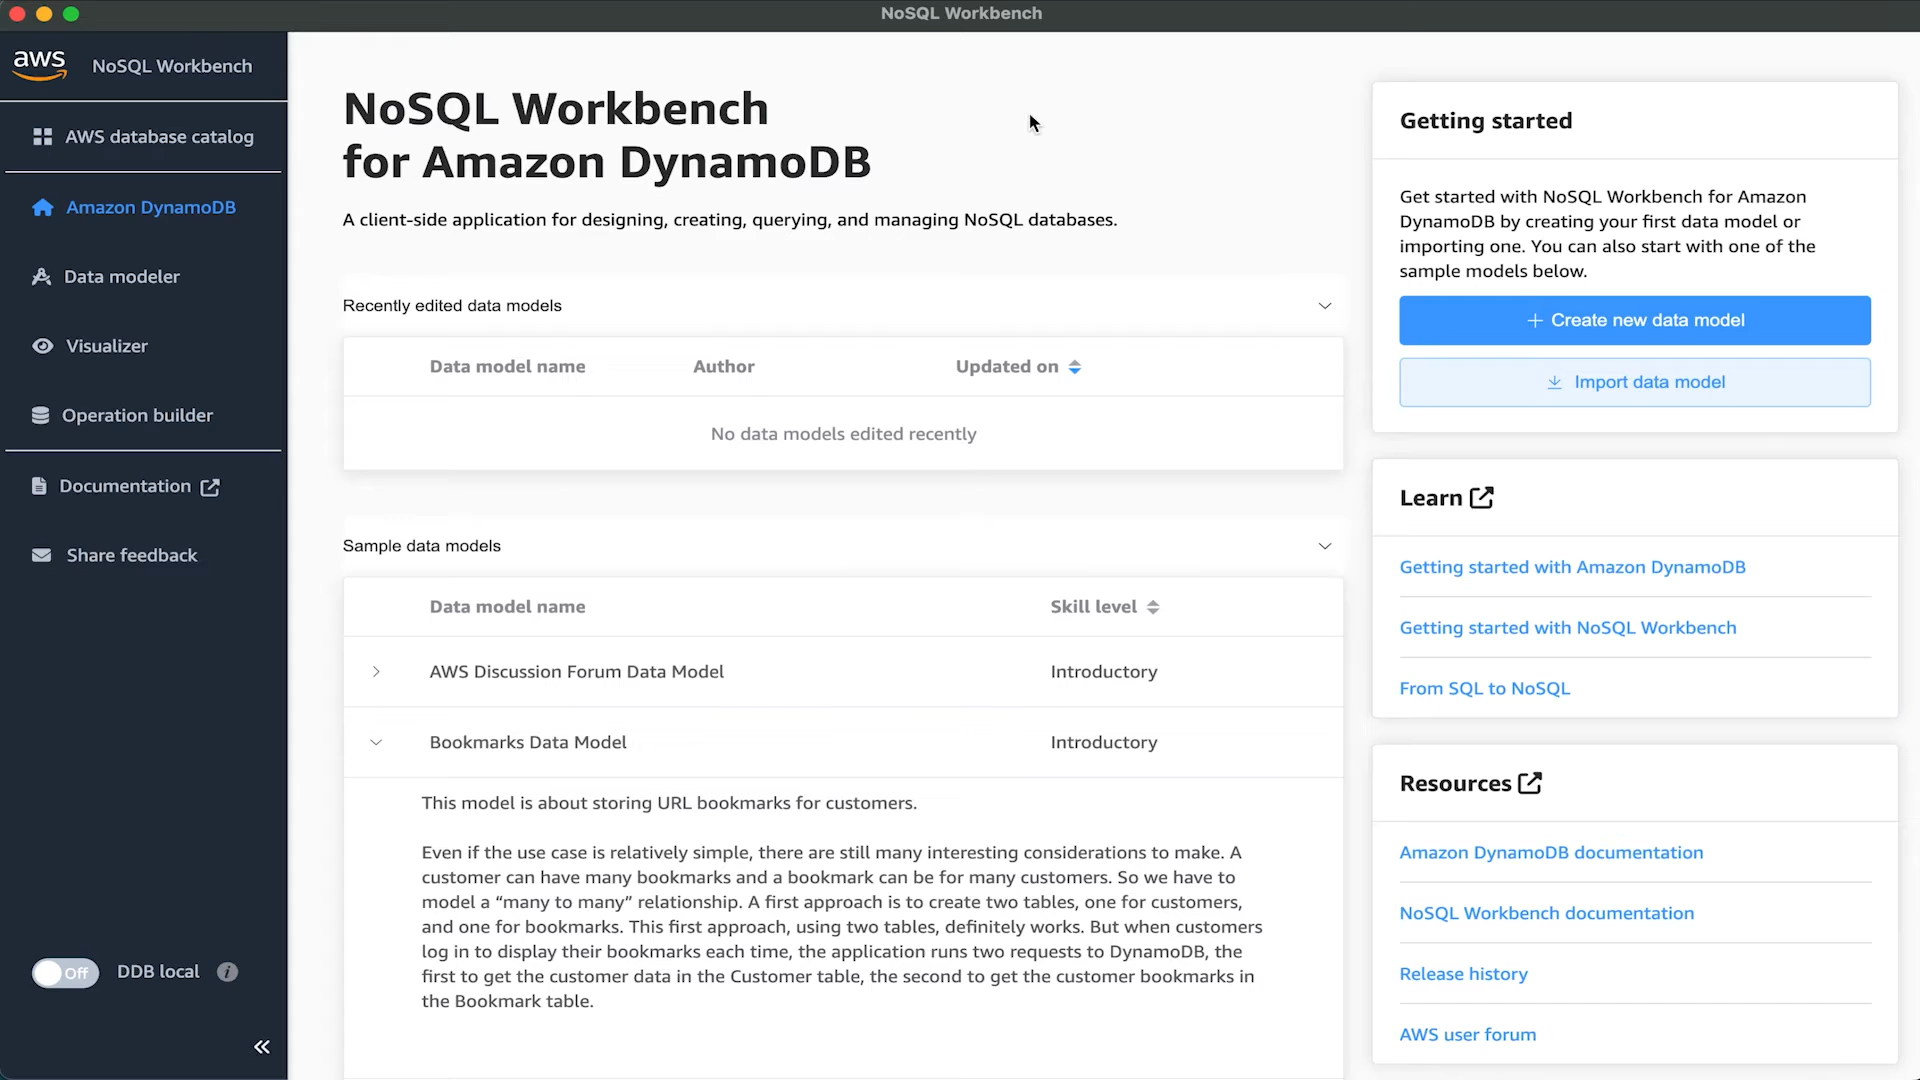 NoSQL Workbench
aws
NoSQL Workbench
AWS database catalog
Amazon DynamoDB
Data modeler
Visualizer
Operation builder
Documentation
Share feedback
Off
DDB local
NoSQL Workbench
for Amazon DynamoDB
A client-side application for designing, creating, querying, and managing NoSQL databases.
Recently edited data models
Data model name Author Updated on
No data models edited recently
Sample data models
Data model name Skill level
AWS Discussion Forum Data Model Introductory
Bookmarks Data Model Introductory
This model is about storing URL bookmarks for customers.
Even if the use case is relatively simple, there are still many interesting considerations to make. A
customer can have many bookmarks and a bookmark can be for many customers. So we have to
model a “many to many” relationship. A first approach is to create two tables, one for customers,
and one for bookmarks. This first approach, using two tables, definitely works. But when customers
log in to display their bookmarks each time, the application runs two requests to DynamoDB, the
first to get the customer data in the Customer table, the second to get the customer bookmarks in
the Bookmark table.
Getting started
Get started with NoSQL Workbench for Amazon
DynamoDB by creating your first data model or
importing one. You can also start with one of the
sample models below.
+ Create new data model
Import data model
Learn
Getting started with Amazon DynamoDB
Getting started with NoSQL Workbench
From SQL to NoSQL
Resources
Amazon DynamoDB documentation
NoSQL Workbench documentation
Release history
AWS user forum